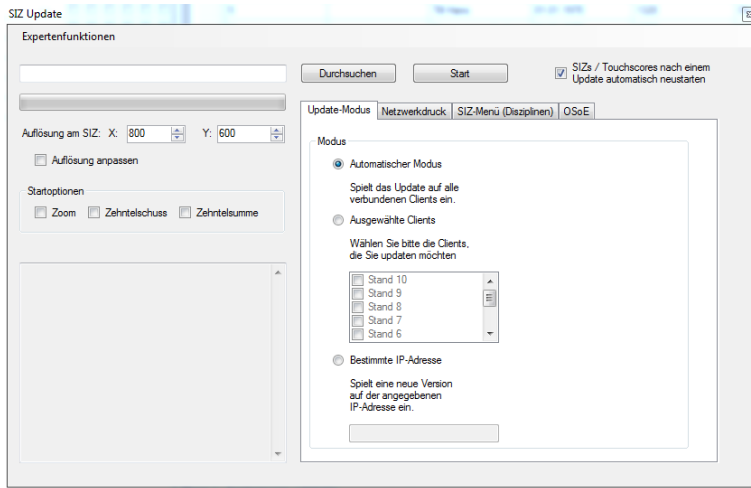 SIZ Update
Expertenfunktionen
Durchsuchen
Start
SIZs / Touchscores nach einem
Update automatisch neustarten
Auflösung am SIZ: X: 800 Y: 600
Auflösung anpassen
Startoptionen
Zoom Zehntelschuss Zehntelsumme
Update-Modus Netzwerkdruck SIZ-Menü (Disziplinen) OSoE
Modus
Automatischer Modus
Spielt das Update auf alle
verbundenen Clients ein.
Ausgewählte Clients
Wählen Sie bitte die Clients,
die Sie updaten möchten
Stand 10
Stand 9
Stand 8
Stand 7
Stand 6
Bestimmte IP-Adresse
Spielt eine neue Version
auf der angegebenen
IP-Adresse ein.